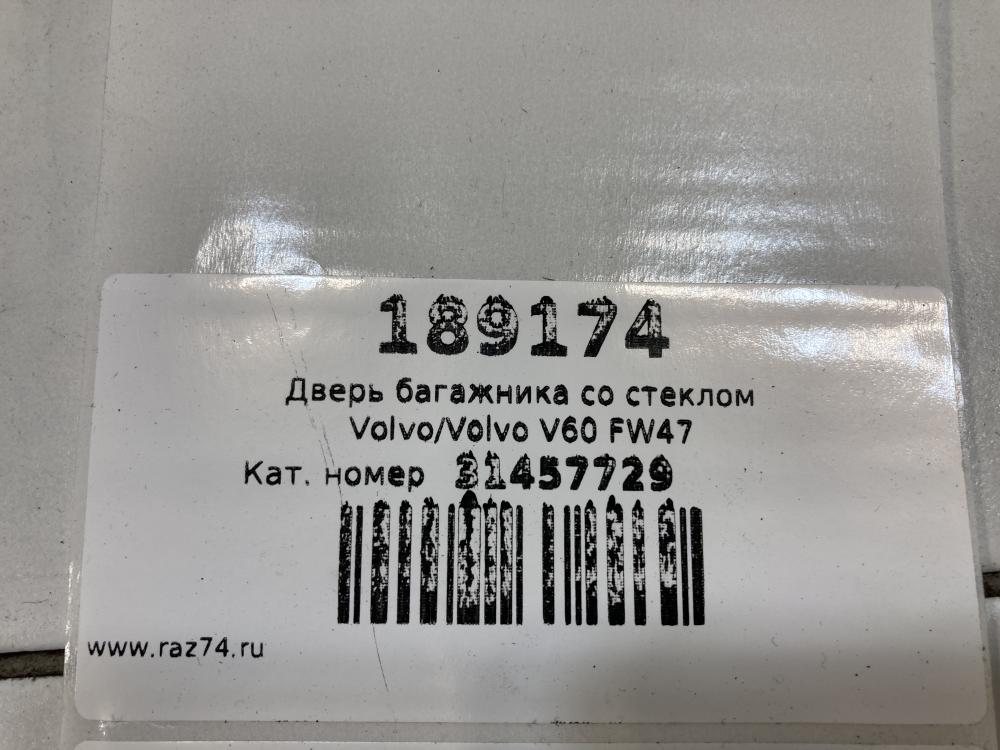 189174
Дверь багажника со стеклом
Volvo/Volvo V60 FW47
Кат. номер 31457729
www.raz74.ru